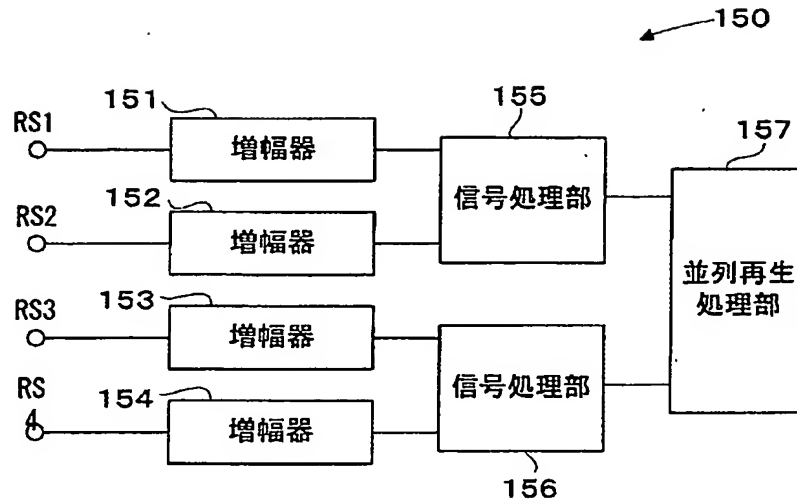 150
151
RS1
増幅器
155
信号処理部
157
152
RS2
増幅器
並列再生
処理部
153
RS3
増幅器
信号処理部
RS
4
154
増幅器
156